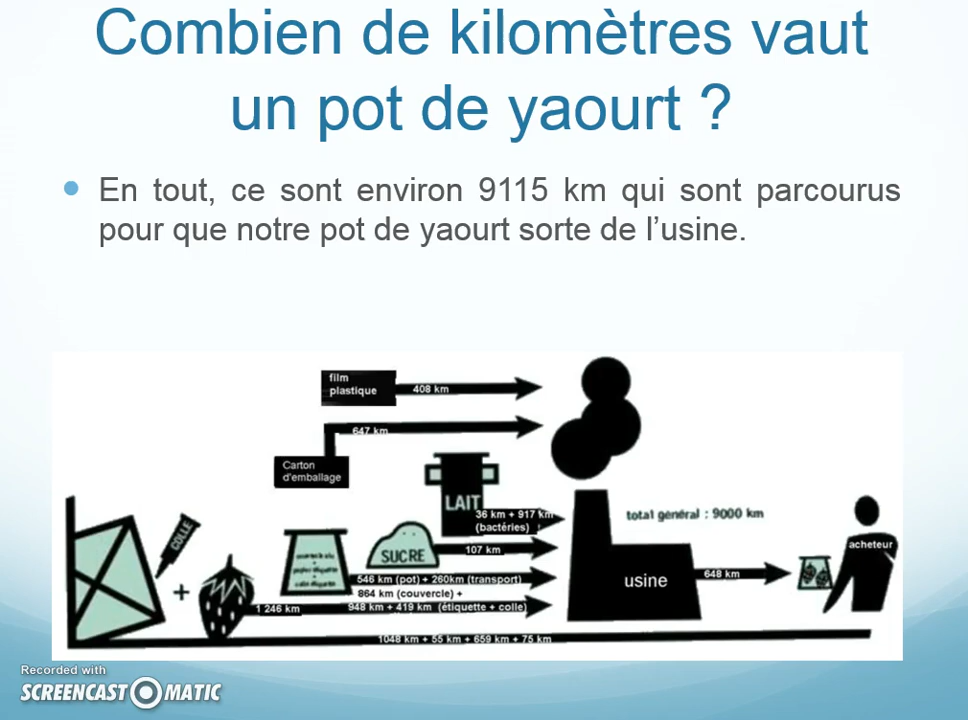 Combien de kilomètres vaut
un pot de yaourt ?
En tout, ce sont environ 9115 km qui sont parcourus
pour que notre pot de yaourt sorte de l'usine.
film
plastique
408 km
647 km
Carton
d'emballage
LAIT
36 km + 917 km
(bactéries)
total général : 9000 km
COLLE
SUCRE
107 km
acheteur
546 km (pot) + 260km (transport)
usine
648 km
864 km (couvercle) +
+
1 246 km
948 km + 419 km (étiquette + colle)
1048 km + 55 km + 659 km + 75 km
Recorded with
SCREENCAST MATIC